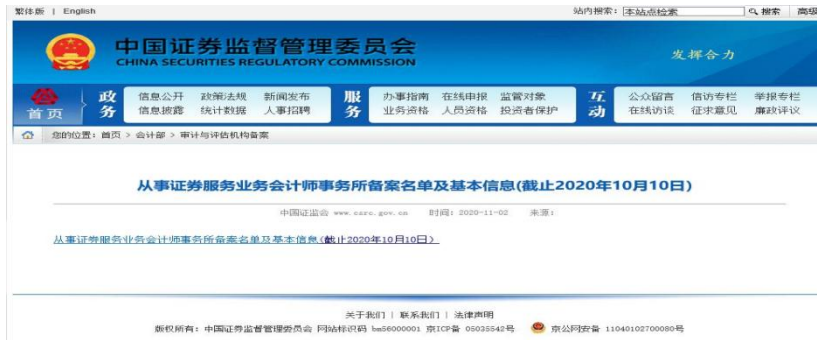 繁体版 | English
站内搜索: 本站点检索 搜索 高级
中国证券监督管理委员会
CHINA SECURITIES REGULATORY COMMISSION
发挥合力
首页
政务
信息公开 政策法规 新闻发布
信息披露 统计数据 人事招聘
服务
办事指南 在线申报 监管对象
业务资格 人员资格 投资者保护
互动
公众留言 信访专栏 举报专栏
在线访谈 征求意见 廉政评议
您的位置: 首页 > 会计部 > 审计与评估机构备案
从事证券服务业务会计师事务所备案名单及基本信息(截止2020年10月10日)
中国证监会 www.csrc.gov.cn 时间: 2020-11-02 来源:
从事证券服务业务会计师事务所备案名单及基本信息(截止2020年10月10日)
关于我们 | 联系我们 | 法律声明
版权所有: 中国证券监督管理委员会 网站标识码 bm56000001 京ICP备 05035542号 京公网安备 11040102700080号